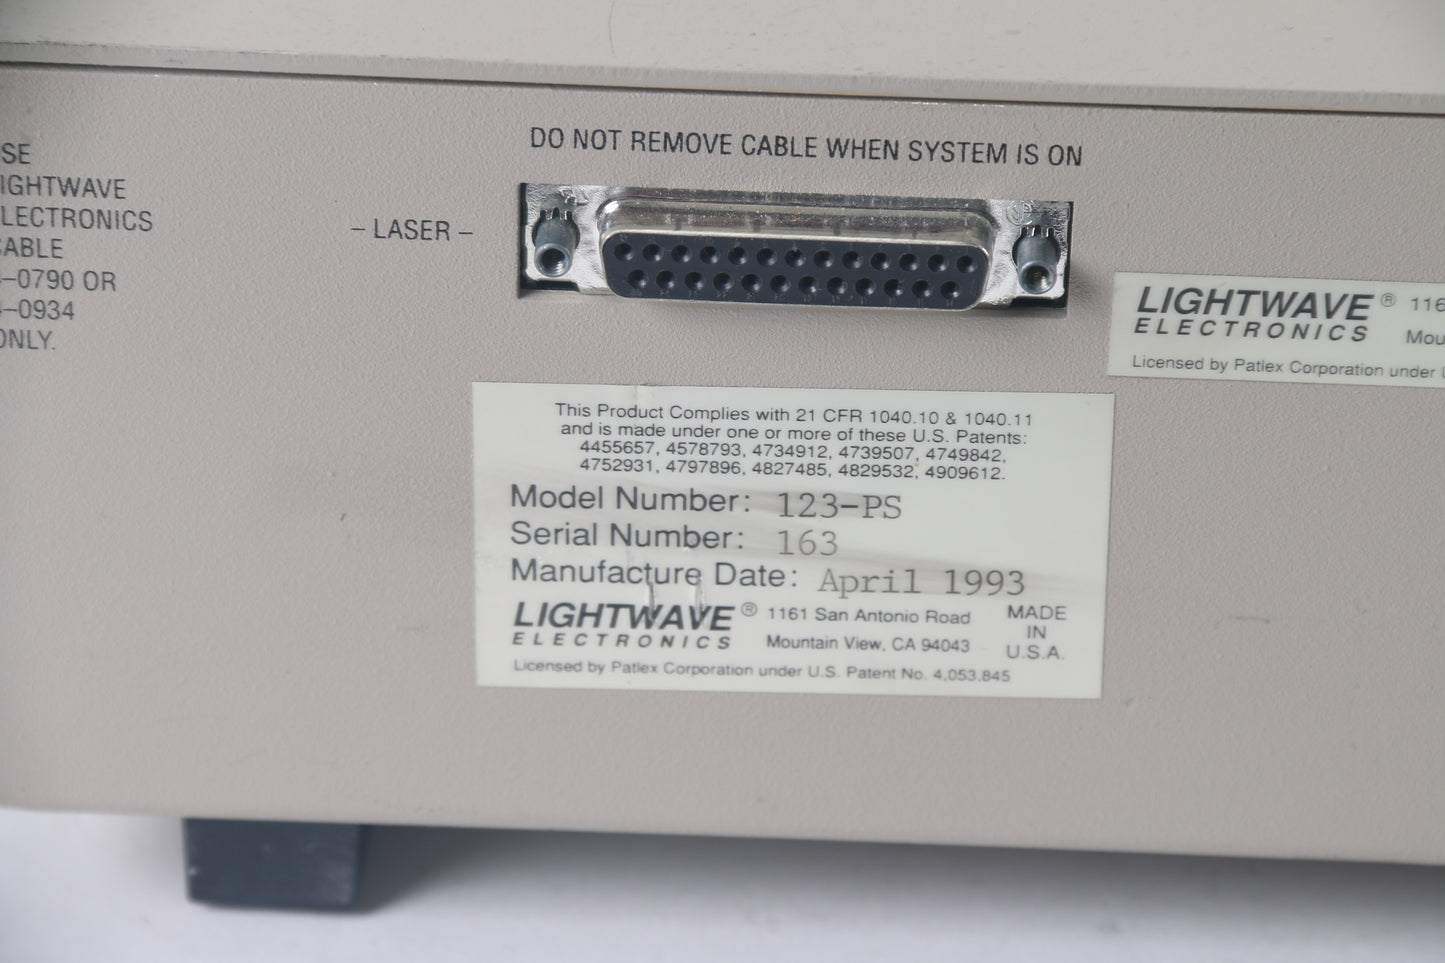 DO NOT REMOVE CABLE WHEN SYSTEM IS ON
SE
IGHTWAVE
LECTRONICS
CABLE
–0790 OR
–0934
ONLY.
– LASER –
LIGHTWAVE ® 116
ELECTRONICS Mou
Licensed by Patlex Corporation under
This Product Complies with 21 CFR 1040.10 & 1040.11
and is made under one or more of these U.S. Patents:
4455657, 4578793, 4734912, 4739507, 4749842,
4752931, 4797896, 4827485, 4829532, 4909612.
Model Number: 123-PS
Serial Number: 163
Manufacture Date: April 1993
LIGHTWAVE ® 1161 San Antonio Road MADE
ELECTRONICS Mountain View, CA 94043 IN
U.S.A.
Licensed by Patlex Corporation under U.S. Patent No. 4,053,845